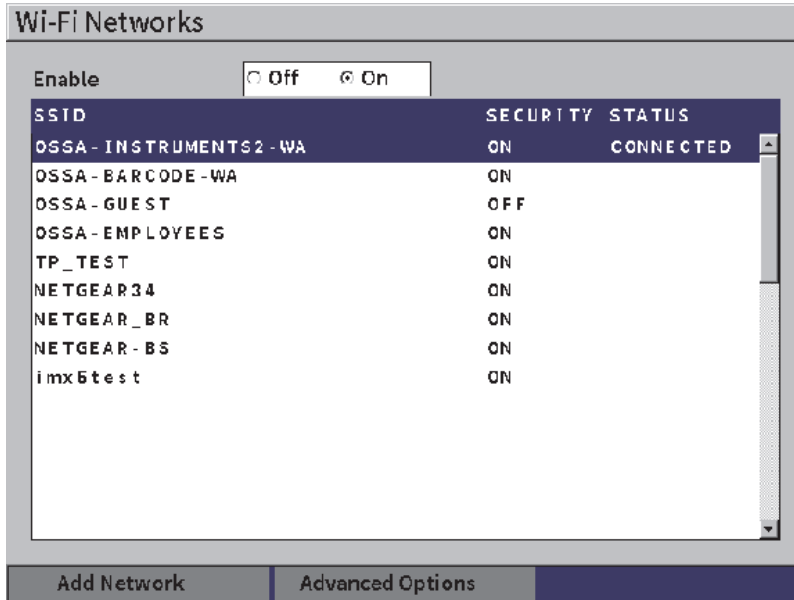 Wi-Fi Networks
Enable Off On
SSID SECURITY STATUS
OSSA-INSTRUMENTS2-WA ON CONNECTED
OSSA-BARCODE-WA ON
OSSA-GUEST OFF
OSSA-EMPLOYEES ON
TP_TEST ON
NETGEAR34 ON
NETGEAR_BR ON
NETGEAR-BS ON
imx6test ON
Add Network Advanced Options